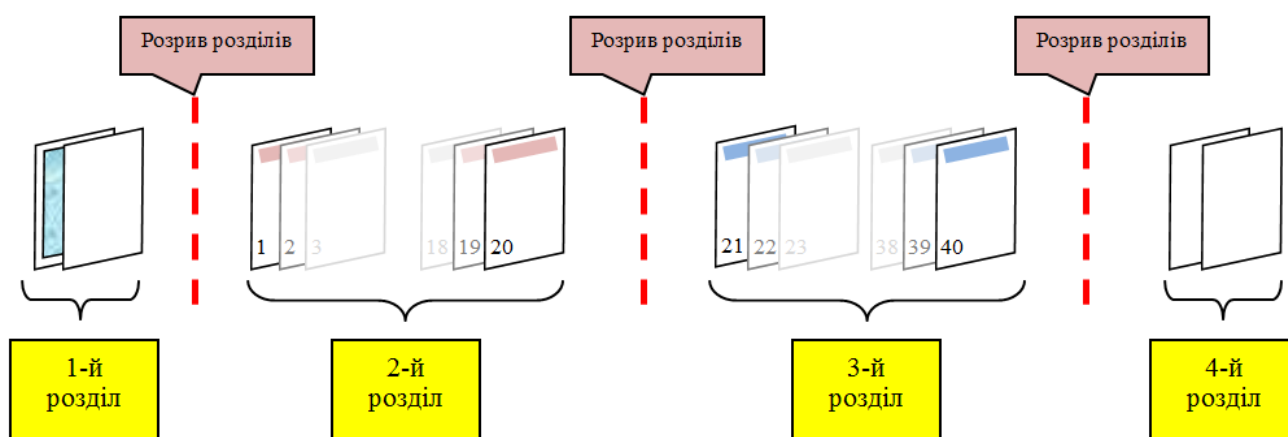 Розрив розділів
Розрив розділів
Розрив розділів
1 2 3 18 19 20
21 22 23 38 39 40
1-й
розділ
2-й
розділ
3-й
розділ
4-й
розділ